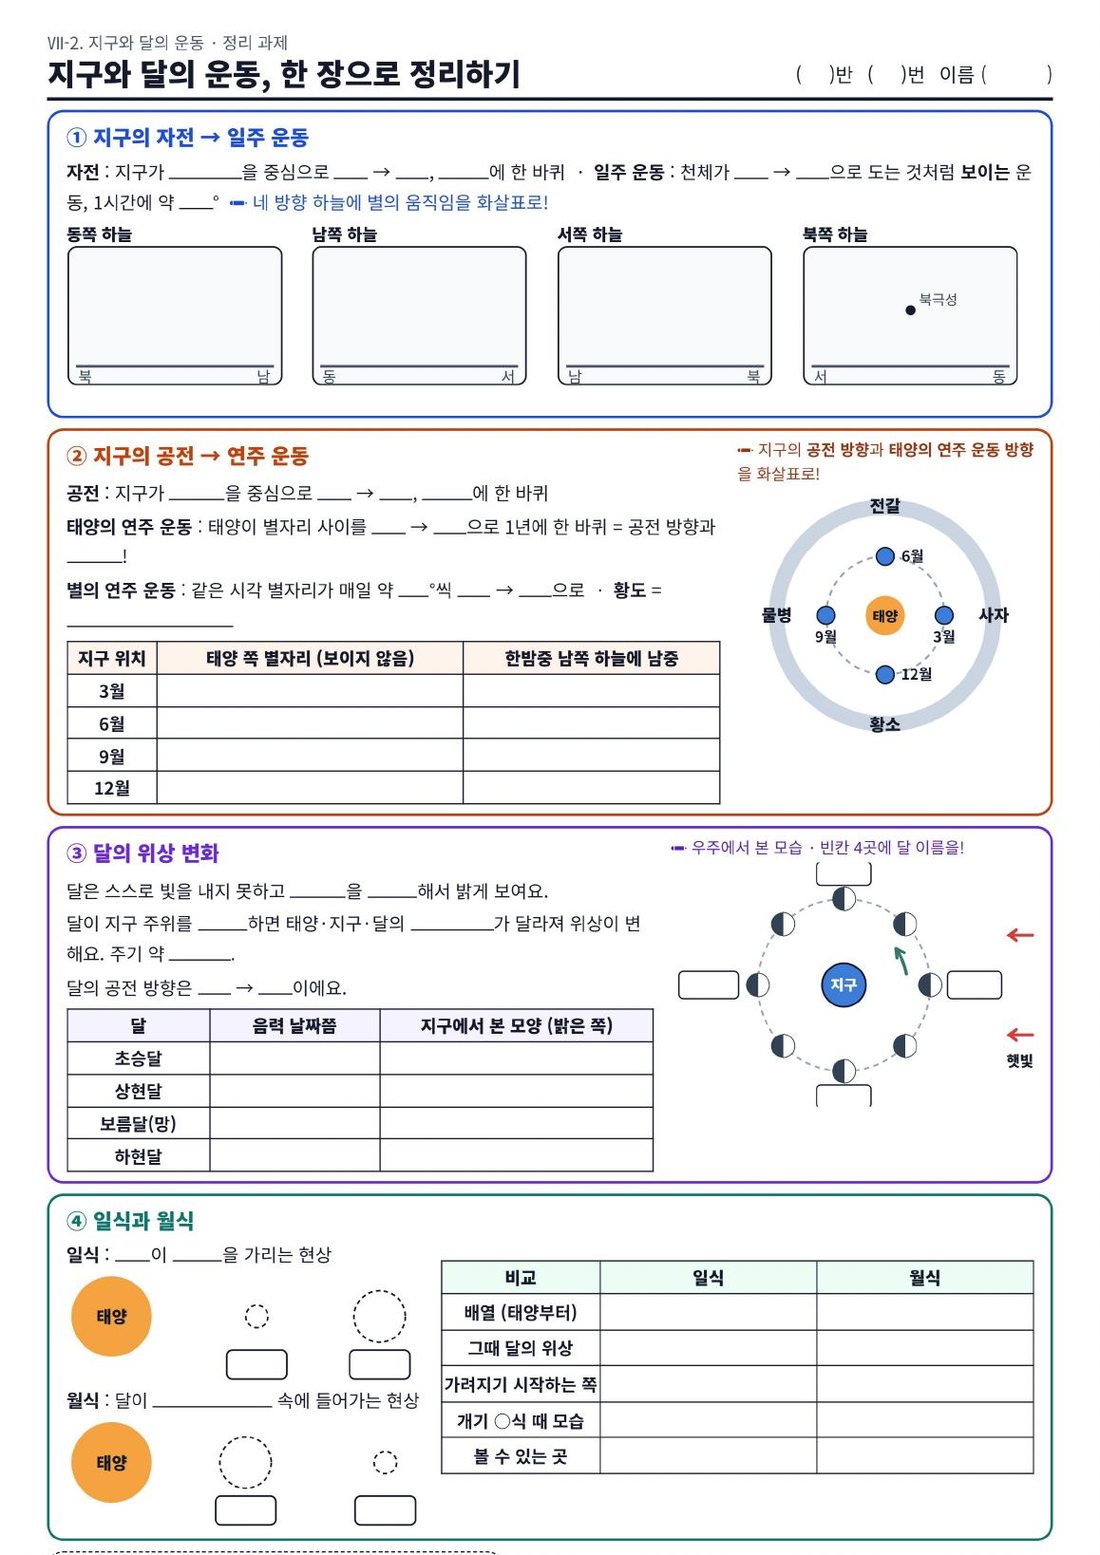 Ⅶ-2. 지구와 달의 운동 · 정리 과제
지구와 달의 운동, 한 장으로 정리하기
( )반 ( )번 이름 ( )
① 지구의 자전 → 일주 운동
자전 : 지구가 ________을 중심으로 ____ → ____, ______에 한 바퀴 · 일주 운동 : 천체가 ____ → ____으로 도는 것처럼 보이는 운
동, 1시간에 약 ____° ✏ 네 방향 하늘에 별의 움직임을 화살표로!
동쪽 하늘 남쪽 하늘 서쪽 하늘 북쪽 하늘
북극성
북 남 동 서 남 북 서 동
② 지구의 공전 → 연주 운동
공전 : 지구가 ______을 중심으로 ____ → ____, ______에 한 바퀴
태양의 연주 운동 : 태양이 별자리 사이를 ____ → ____으로 1년에 한 바퀴 = 공전 방향과
______!
별의 연주 운동 : 같은 시각 별자리가 매일 약 ____°씩 ____ → ____으로 · 황도 =
____________________
지구 위치 태양 쪽 별자리 (보이지 않음) 한밤중 남쪽 하늘에 남중
3월
6월
9월
12월
✏ 지구의 공전 방향과 태양의 연주 운동 방향
을 화살표로!
전갈
6월
물병 태양 사자
9월 3월
12월
황소
③ 달의 위상 변화
달은 스스로 빛을 내지 못하고 ______을 ______해서 밝게 보여요.
달이 지구 주위를 ______하면 태양·지구·달의 __________가 달라져 위상이 변
해요. 주기 약 ________.
달의 공전 방향은 ____ → ____이에요.
달 음력 날짜쯤 지구에서 본 모양 (밝은 쪽)
초승달
상현달
보름달(망)
하현달
✏ 우주에서 본 모습 · 빈칸 4곳에 달 이름을!
←
지구
←
햇빛
④ 일식과 월식
일식 : ____이 ______을 가리는 현상
태양
월식 : 달이 ______________ 속에 들어가는 현상
태양
비교 일식 월식
배열 (태양부터)
그때 달의 위상
가려지기 시작하는 쪽
개기 ○식 때 모습
볼 수 있는 곳